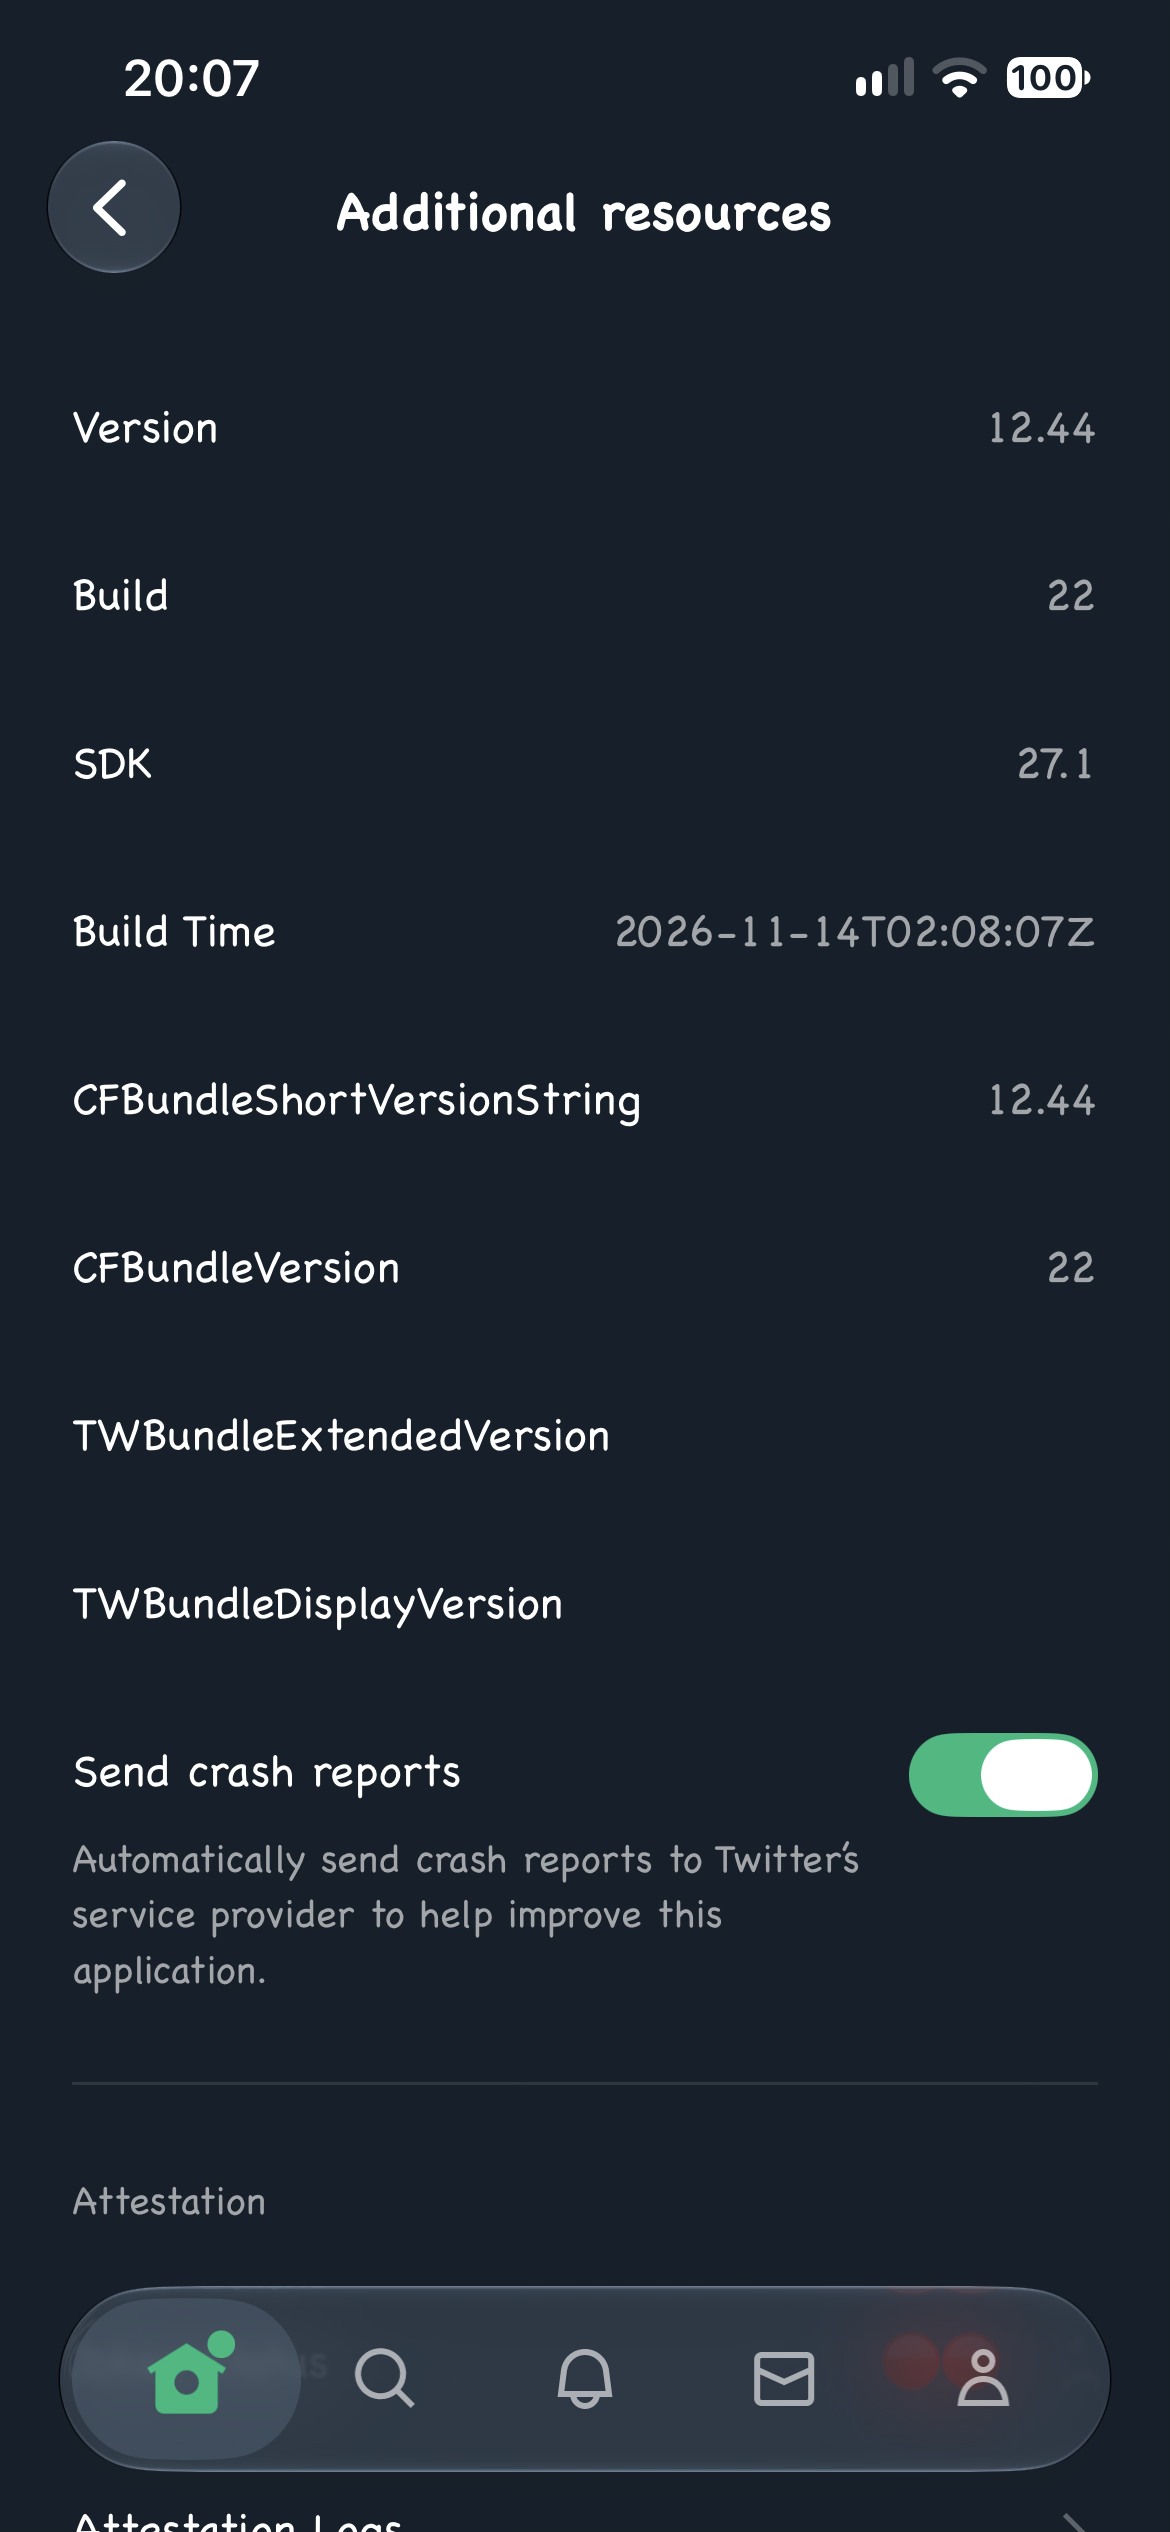 20:07
100
Additional resources
Version 12.44
Build 22
SDK 27.1
Build Time 2026-11-14T02:08:07Z
CFBundleShortVersionString 12.44
CFBundleVersion 22
TWBundleExtendedVersion
TWBundleDisplayVersion
Send crash reports
Automatically send crash reports to Twitter's
service provider to help improve this
application.
Attestation
Attestation Logs